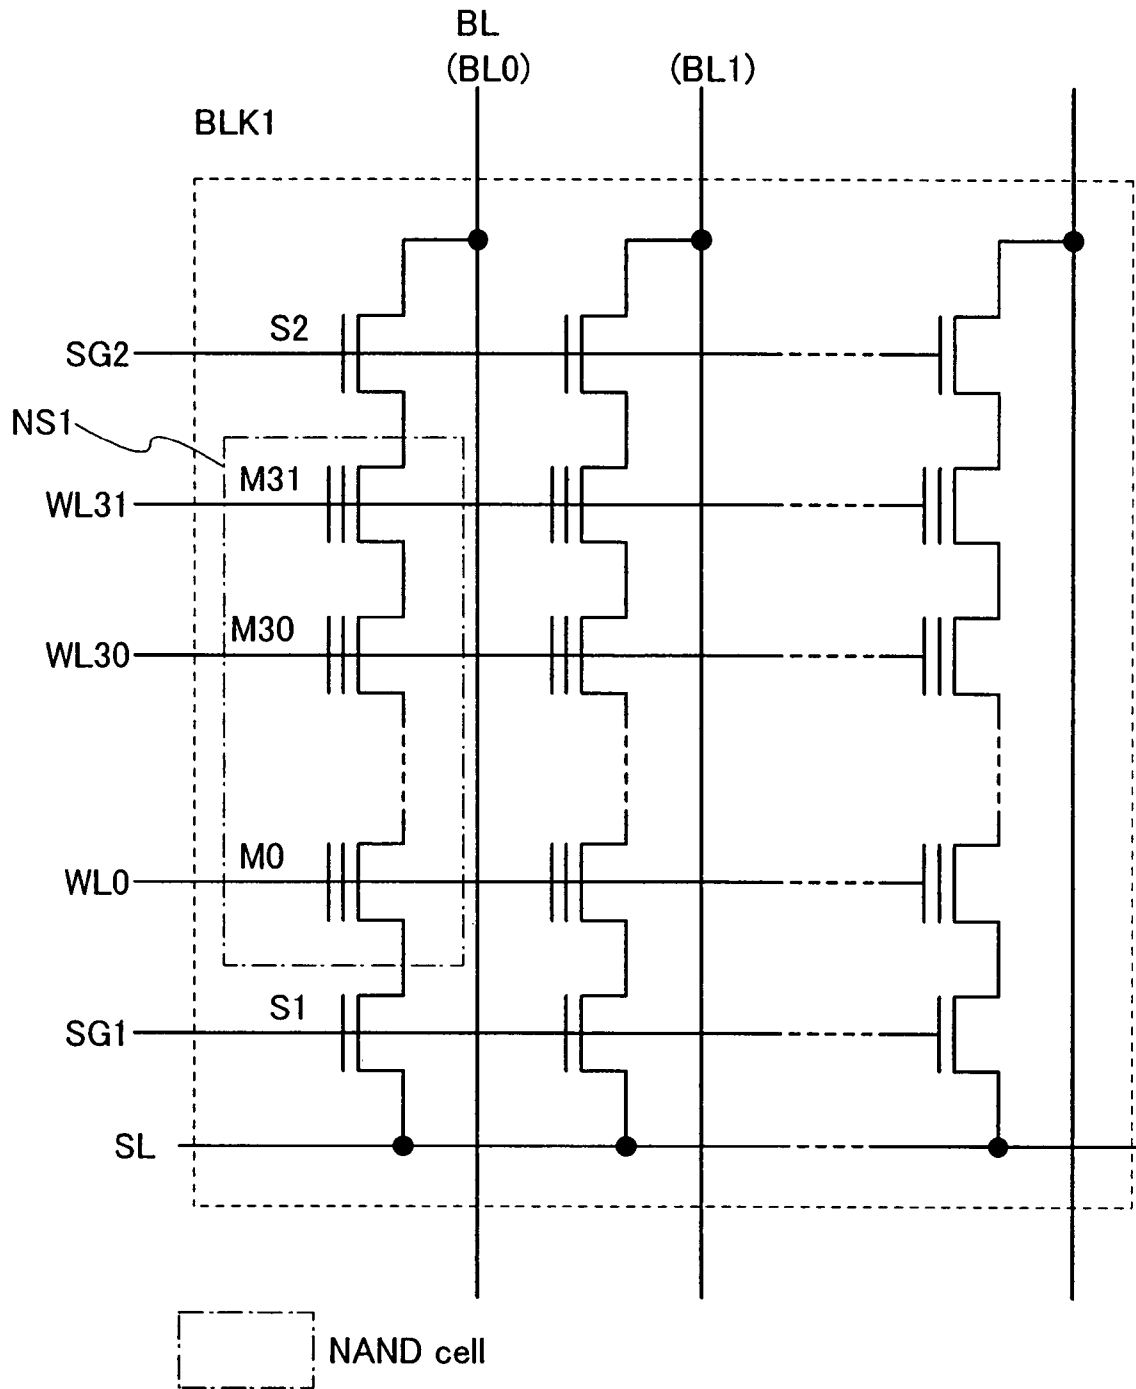 BL
(BL0)
(BL1)
BLK1
S2
SG2
NS1
M31
WL31
M30
WL30
M0
WL0
S1
SG1
SL
NAND cell